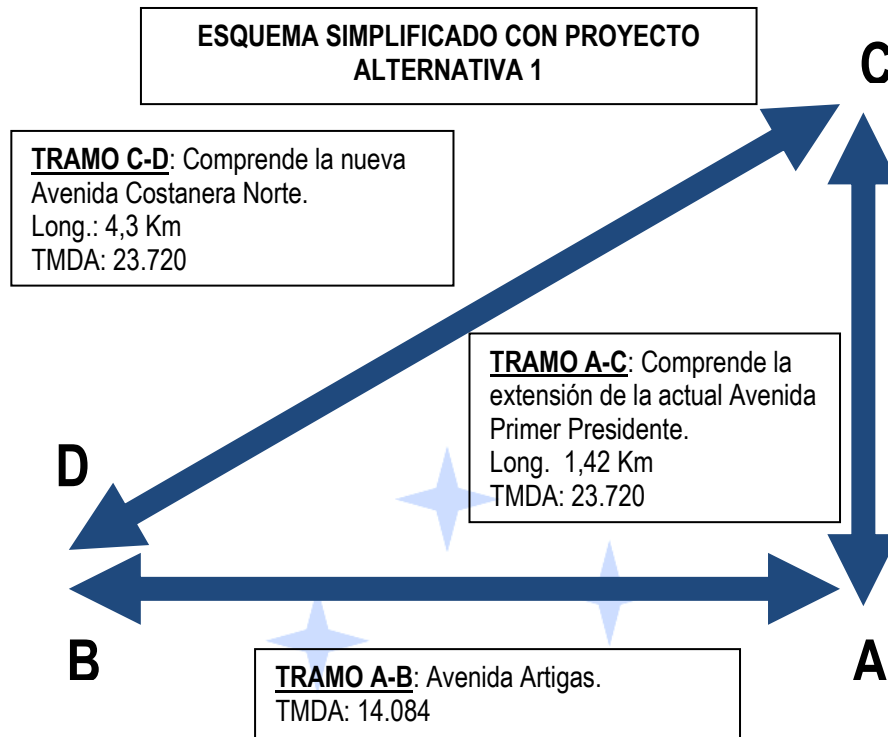 ESQUEMA SIMPLIFICADO CON PROYECTO
ALTERNATIVA 1
C
TRAMO C-D: Comprende la nueva
Avenida Costanera Norte.
Long.: 4,3 Km
TMDA: 23.720
TRAMO A-C: Comprende la
extensión de la actual Avenida
Primer Presidente.
Long. 1,42 Km
TMDA: 23.720
D
B
A
TRAMO A-B: Avenida Artigas.
TMDA: 14.084